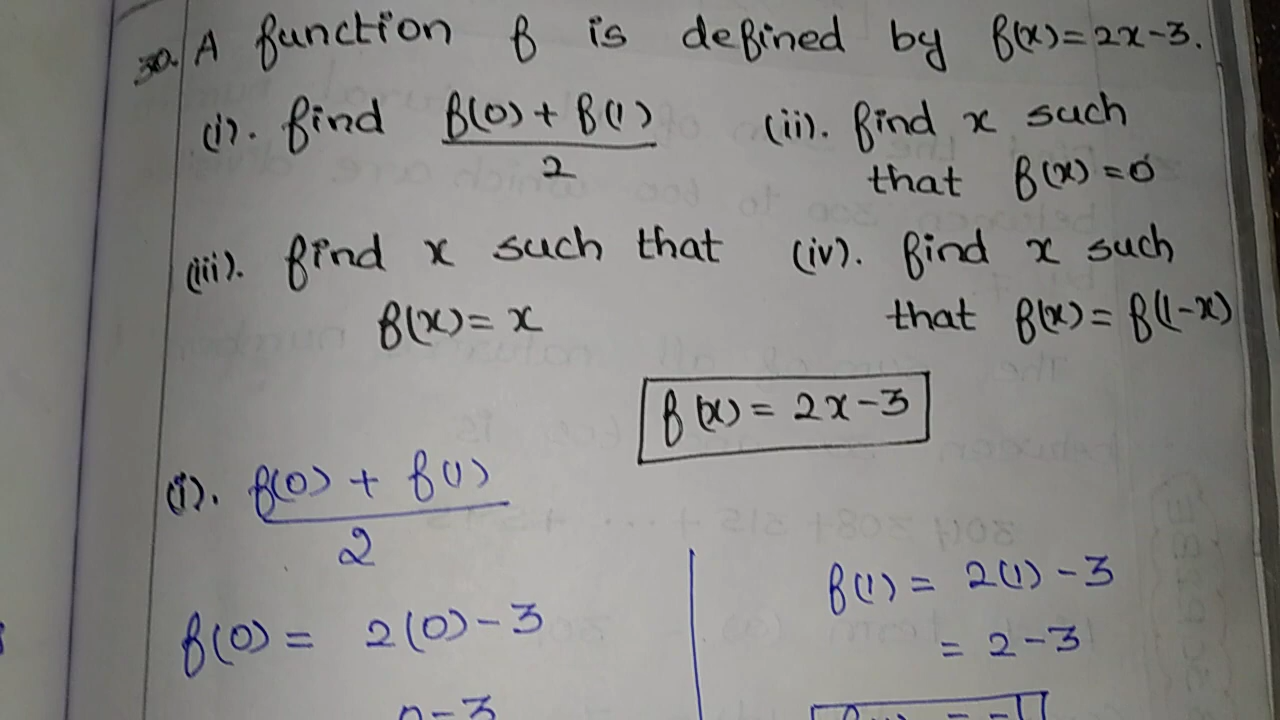 30. A function f is defined by f(x)=2x-3.
(i). find f(0)+f(1)/2 (ii). find x such that f(x)=0
(iii). find x such that f(x)=x (iv). find x such that f(x)=f(1-x)
f(x) = 2x-3
(i). f(0) + f(1)
2
f(0) = 2(0)-3
0-3
f(1) = 2(1)-3
= 2-3